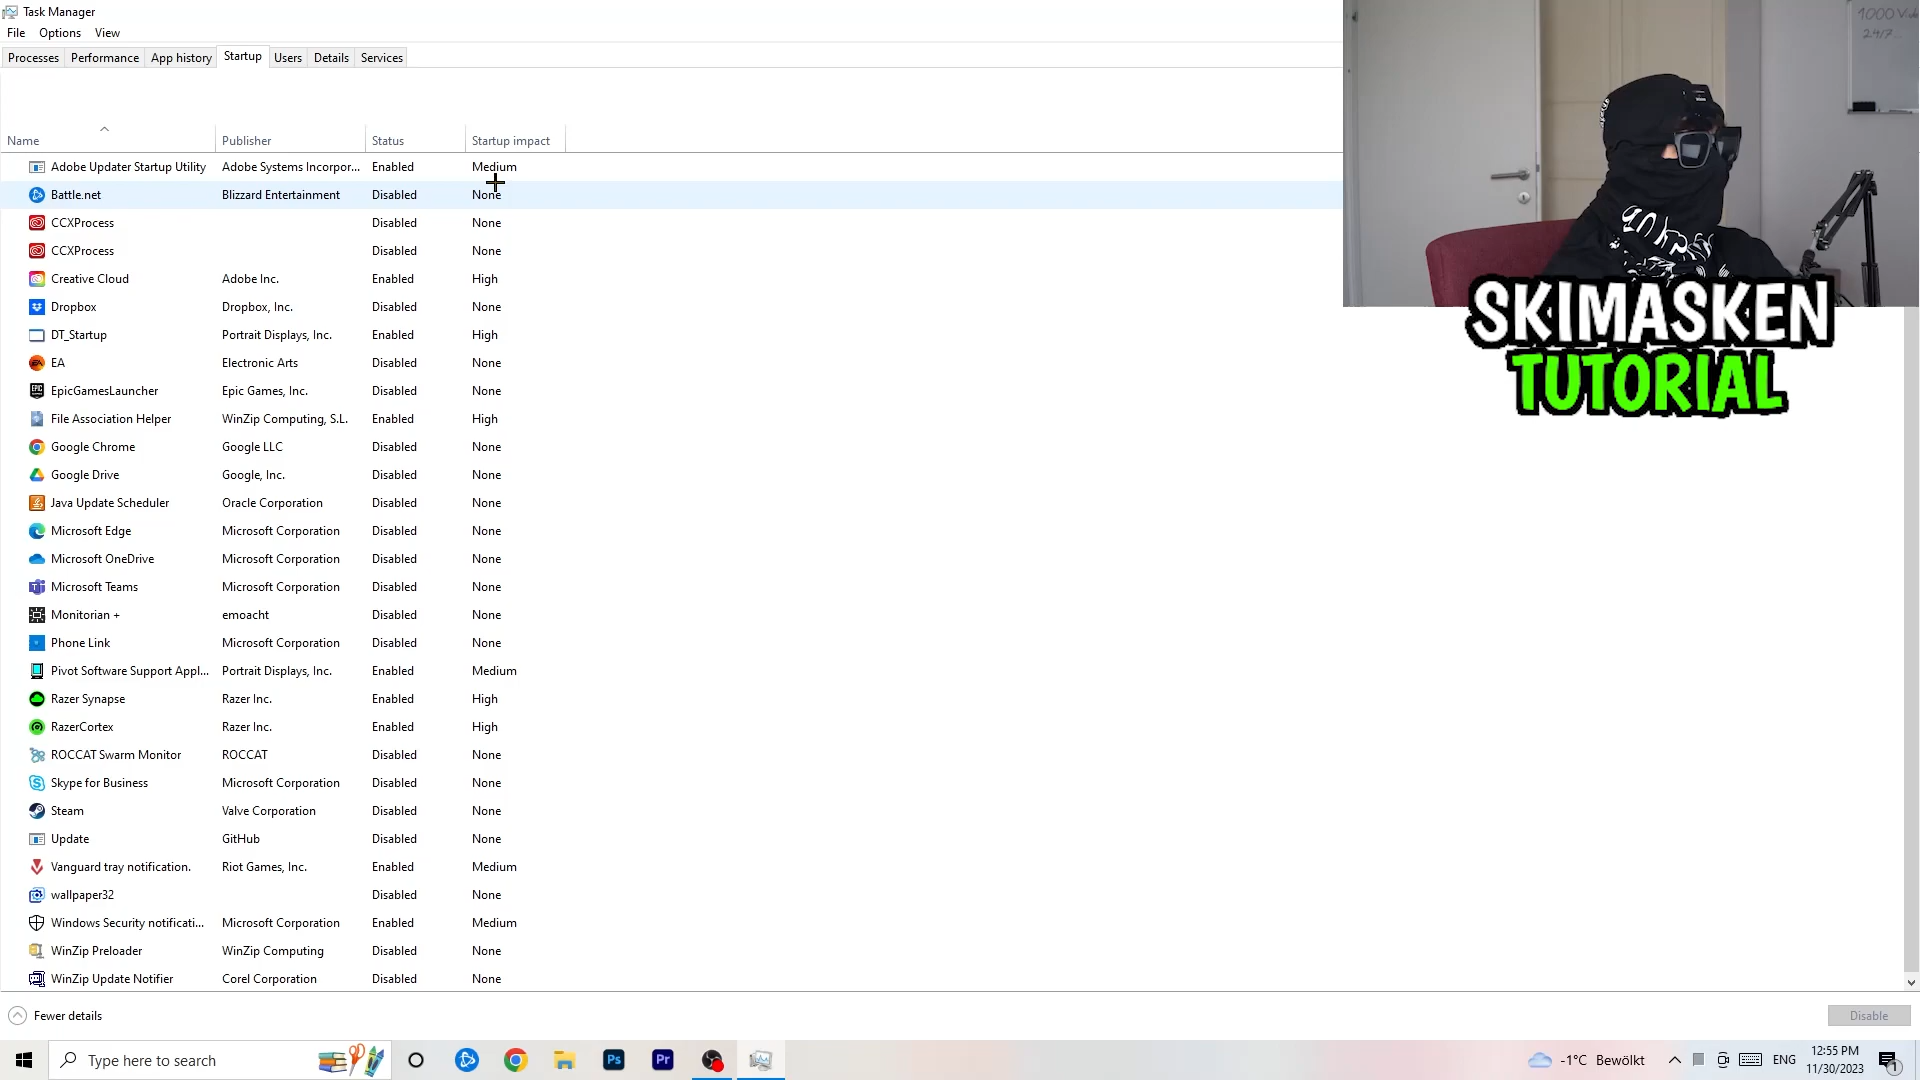 Task Manager
File Options View
Processes Performance App history Startup Users Details Services
Name Publisher Status Startup impact
Adobe Updater Startup Utility Adobe Systems Incorpor... Enabled Medium
Battle.net Blizzard Entertainment Disabled None
CCXProcess Disabled None
CCXProcess Disabled None
Creative Cloud Adobe Inc. Enabled High
Dropbox Dropbox, Inc. Disabled None
DT_Startup Portrait Displays, Inc. Enabled High
EA Electronic Arts Disabled None
EpicGamesLauncher Epic Games, Inc. Disabled None
File Association Helper WinZip Computing, S.L. Enabled High
Google Chrome Google LLC Disabled None
Google Drive Google, Inc. Disabled None
Java Update Scheduler Oracle Corporation Disabled None
Microsoft Edge Microsoft Corporation Disabled None
Microsoft OneDrive Microsoft Corporation Disabled None
Microsoft Teams Microsoft Corporation Disabled None
Monitorian + emoacht Disabled None
Phone Link Microsoft Corporation Disabled None
Pivot Software Support Appl... Portrait Displays, Inc. Enabled Medium
Razer Synapse Razer Inc. Enabled High
RazerCortex Razer Inc. Enabled High
ROCCAT Swarm Monitor ROCCAT Disabled None
Skype for Business Microsoft Corporation Disabled None
Steam Valve Corporation Disabled None
Update GitHub Disabled None
Vanguard tray notification. Riot Games, Inc. Enabled Medium
wallpaper32 Disabled None
Windows Security notificati... Microsoft Corporation Enabled Medium
WinZip Preloader WinZip Computing Disabled None
WinZip Update Notifier Corel Corporation Disabled None
1000
24/7
SKIMASKEN
TUTORIAL
Fewer details
Disable
Type here to search
Ps
Pr
-1°C Bewölkt
ENG
12:55 PM
11/30/2023
1